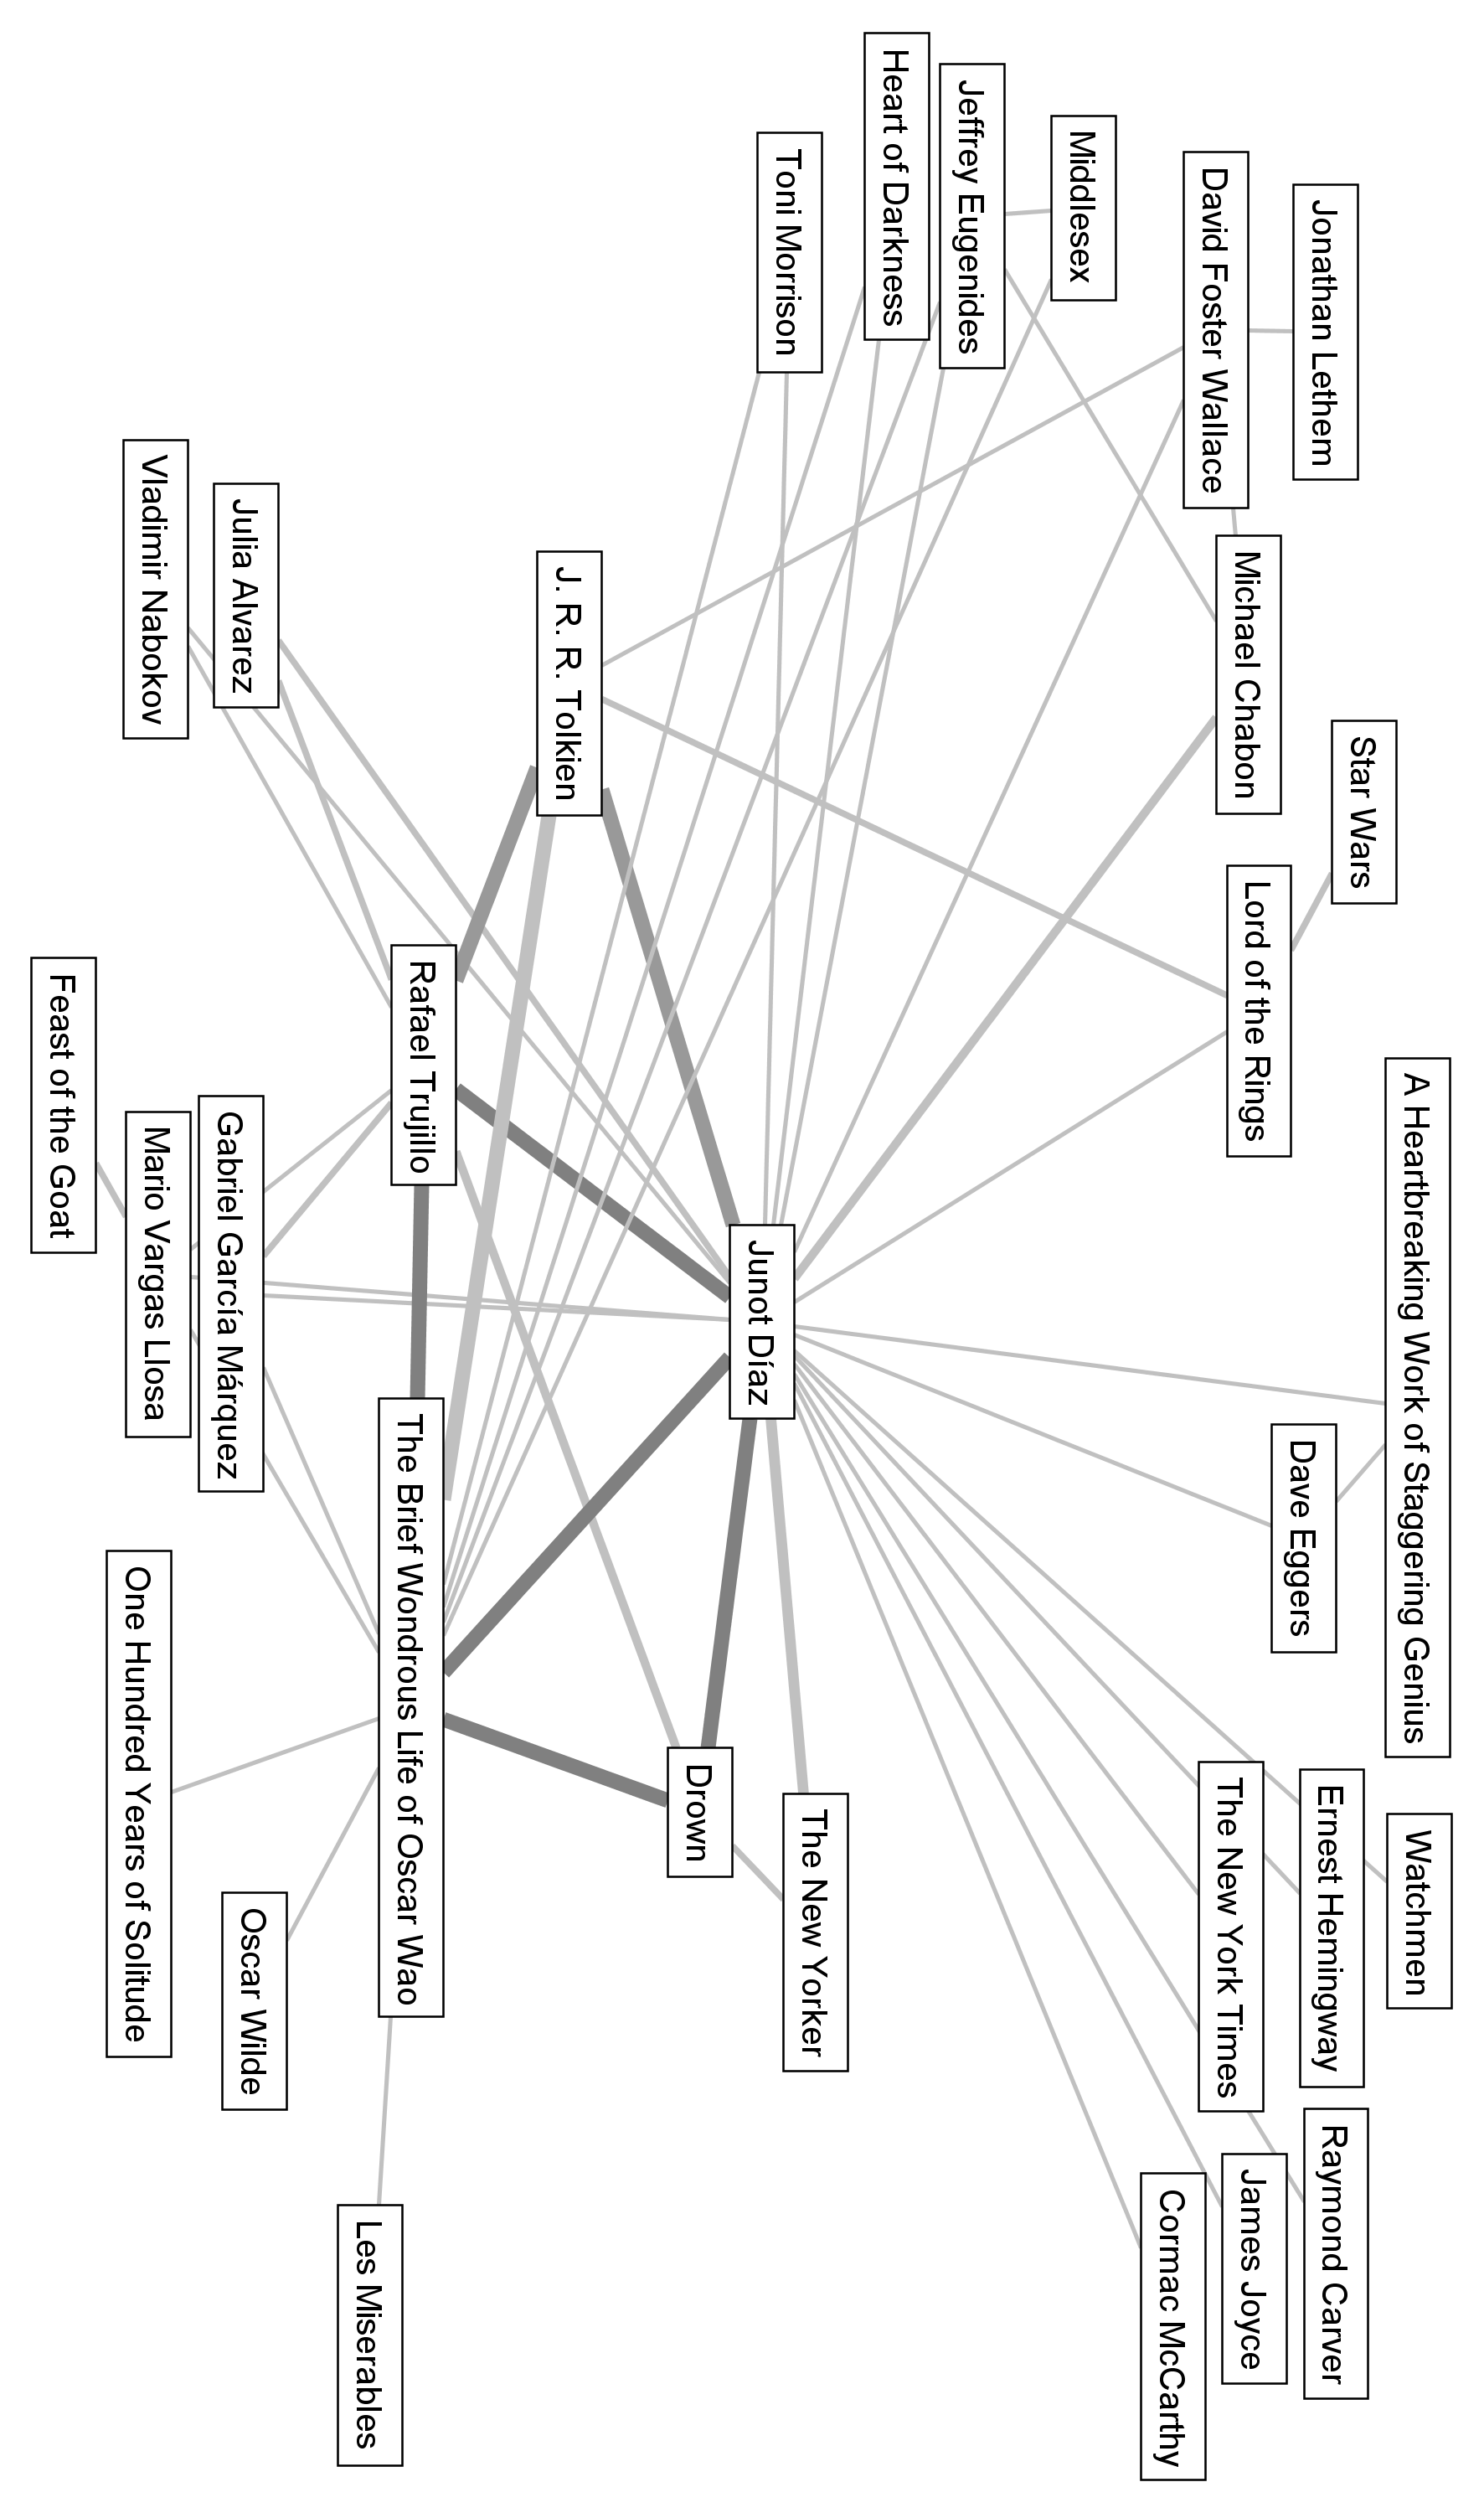 A Heartbreaking Work of Staggering Genius
Watchmen
Star Wars
Jonathan Lethem
Ernest Hemingway
Raymond Carver
Dave Eggers
Lord of the Rings
Michael Chabon
James Joyce
David Foster Wallace
The New York Times
Cormac McCarthy
Middlesex
Jeffrey Eugenides
Heart of Darkness
The New Yorker
Toni Morrison
Junot Díaz
Drown
J. R. R. Tolkien
Rafael Trujillo
The Brief Wondrous Life of Oscar Wao
Les Miserables
Julia Alvarez
Oscar Wilde
Gabriel García Márquez
Vladimir Nabokov
Mario Vargas Llosa
One Hundred Years of Solitude
Feast of the Goat